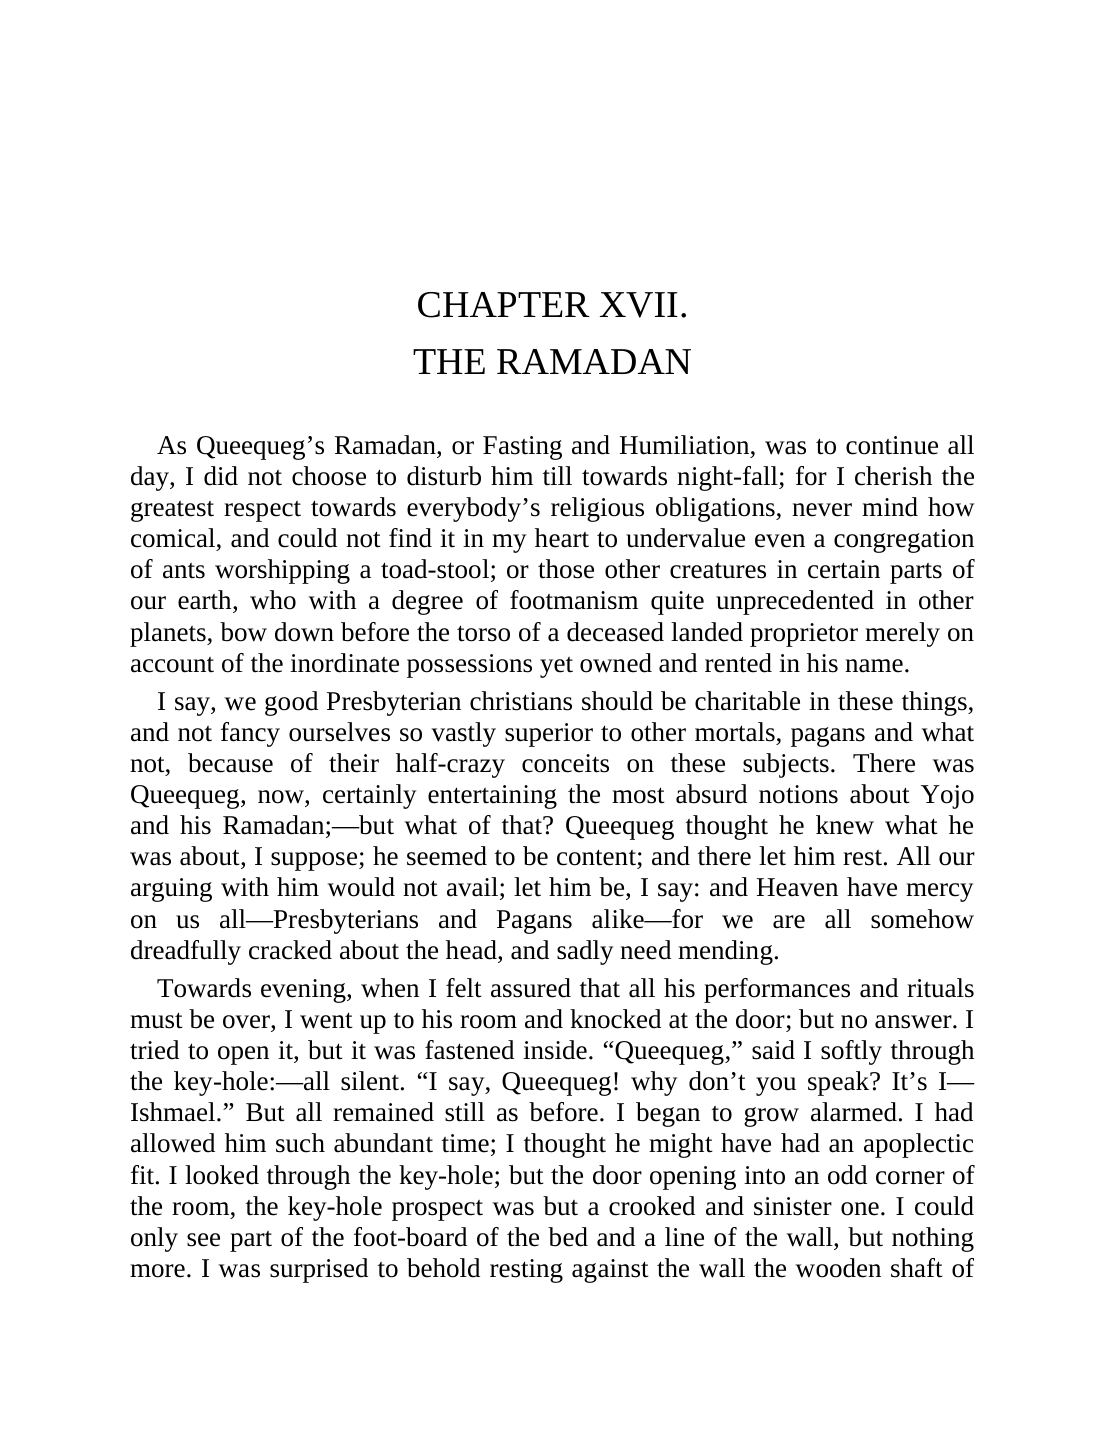 CHAPTER XVII.
THE RAMADAN
As Queequeg’s Ramadan, or Fasting and Humiliation, was to continue all
day, I did not choose to disturb him till towards night-fall; for I cherish the
greatest respect towards everybody’s religious obligations, never mind how
comical, and could not find it in my heart to undervalue even a congregation
of ants worshipping a toad-stool; or those other creatures in certain parts of
our earth, who with a degree of footmanism quite unprecedented in other
planets, bow down before the torso of a deceased landed proprietor merely on
account of the inordinate possessions yet owned and rented in his name.
I say, we good Presbyterian christians should be charitable in these things,
and not fancy ourselves so vastly superior to other mortals, pagans and what
not, because of their half-crazy conceits on these subjects. There was
Queequeg, now, certainly entertaining the most absurd notions about Yojo
and his Ramadan;—but what of that? Queequeg thought he knew what he
was about, I suppose; he seemed to be content; and there let him rest. All our
arguing with him would not avail; let him be, I say: and Heaven have mercy
on us all—Presbyterians and Pagans alike—for we are all somehow
dreadfully cracked about the head, and sadly need mending.
Towards evening, when I felt assured that all his performances and rituals
must be over, I went up to his room and knocked at the door; but no answer. I
tried to open it, but it was fastened inside. “Queequeg,” said I softly through
the key-hole:—all silent. “I say, Queequeg! why don’t you speak? It’s I—
Ishmael.” But all remained still as before. I began to grow alarmed. I had
allowed him such abundant time; I thought he might have had an apoplectic
fit. I looked through the key-hole; but the door opening into an odd corner of
the room, the key-hole prospect was but a crooked and sinister one. I could
only see part of the foot-board of the bed and a line of the wall, but nothing
more. I was surprised to behold resting against the wall the wooden shaft of